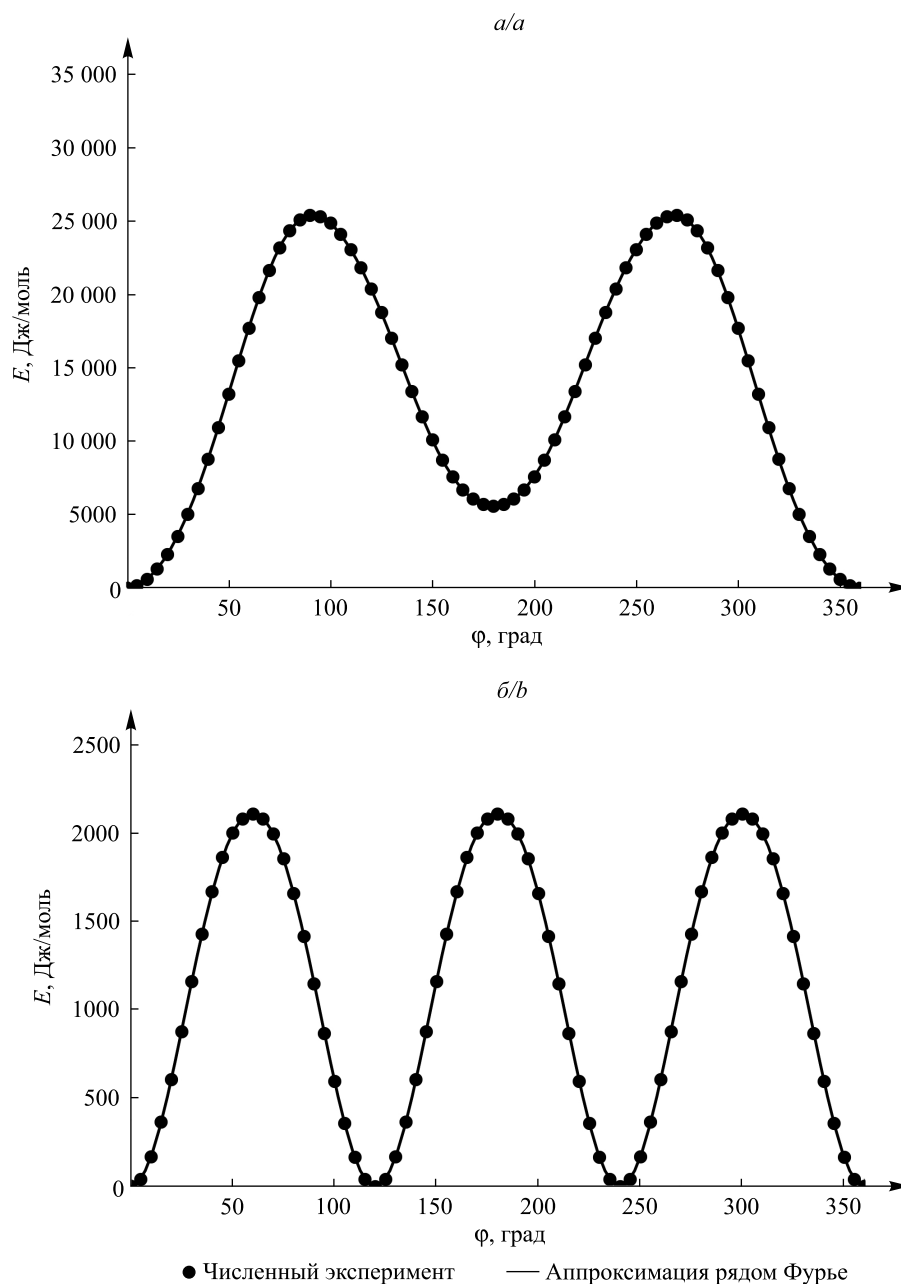 а/a
35 000
30 000
25 000
20 000
15 000
10 000
5000
0
E, Дж/моль
50 100 150 200 250 300 350
φ, град
б/b
2500
2000
1500
1000
500
0
E, Дж/моль
50 100 150 200 250 300 350
φ, град
Численный эксперимент Аппроксимация рядом Фурье